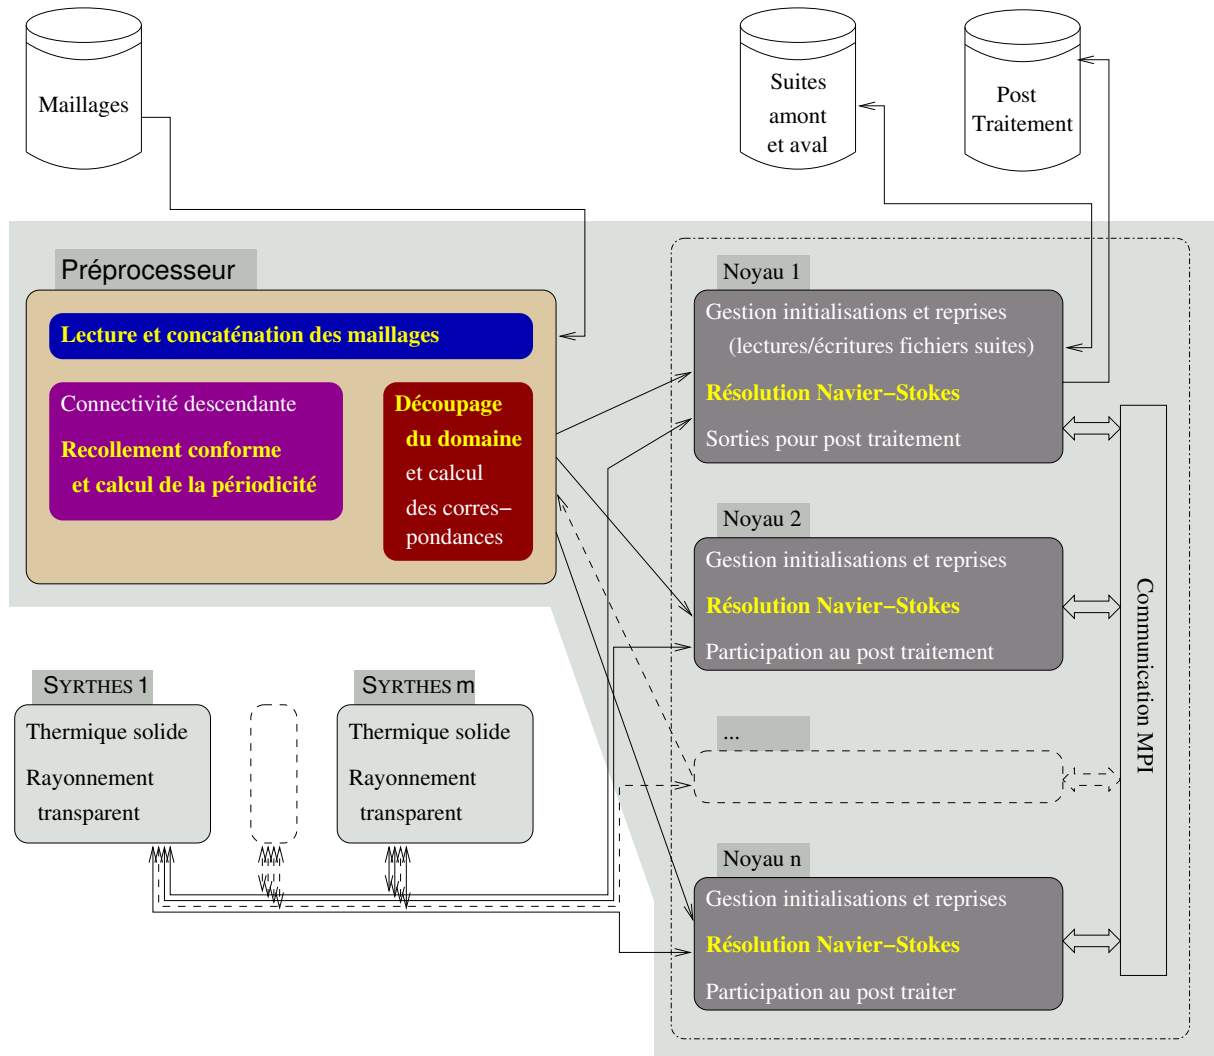 Maillages
Suites
amont
et aval
Post
Traitement
Préprocesseur
Lecture et concaténation des maillages
Connectivité descendante
Recollement conforme
et calcul de la périodicité
Découpage
du domaine
et calcul
des corres−
pondances
Noyau 1
Gestion initialisations et reprises
(lectures/écritures fichiers suites)
Résolution Navier−Stokes
Sorties pour post traitement
Noyau 2
Gestion initialisations et reprises
Résolution Navier−Stokes
Participation au post traitement
...
Noyau n
Gestion initialisations et reprises
Résolution Navier−Stokes
Participation au post traiter
Communication MPI
SYRTHES 1
Thermique solide
Rayonnement
transparent
SYRTHES m
Thermique solide
Rayonnement
transparent